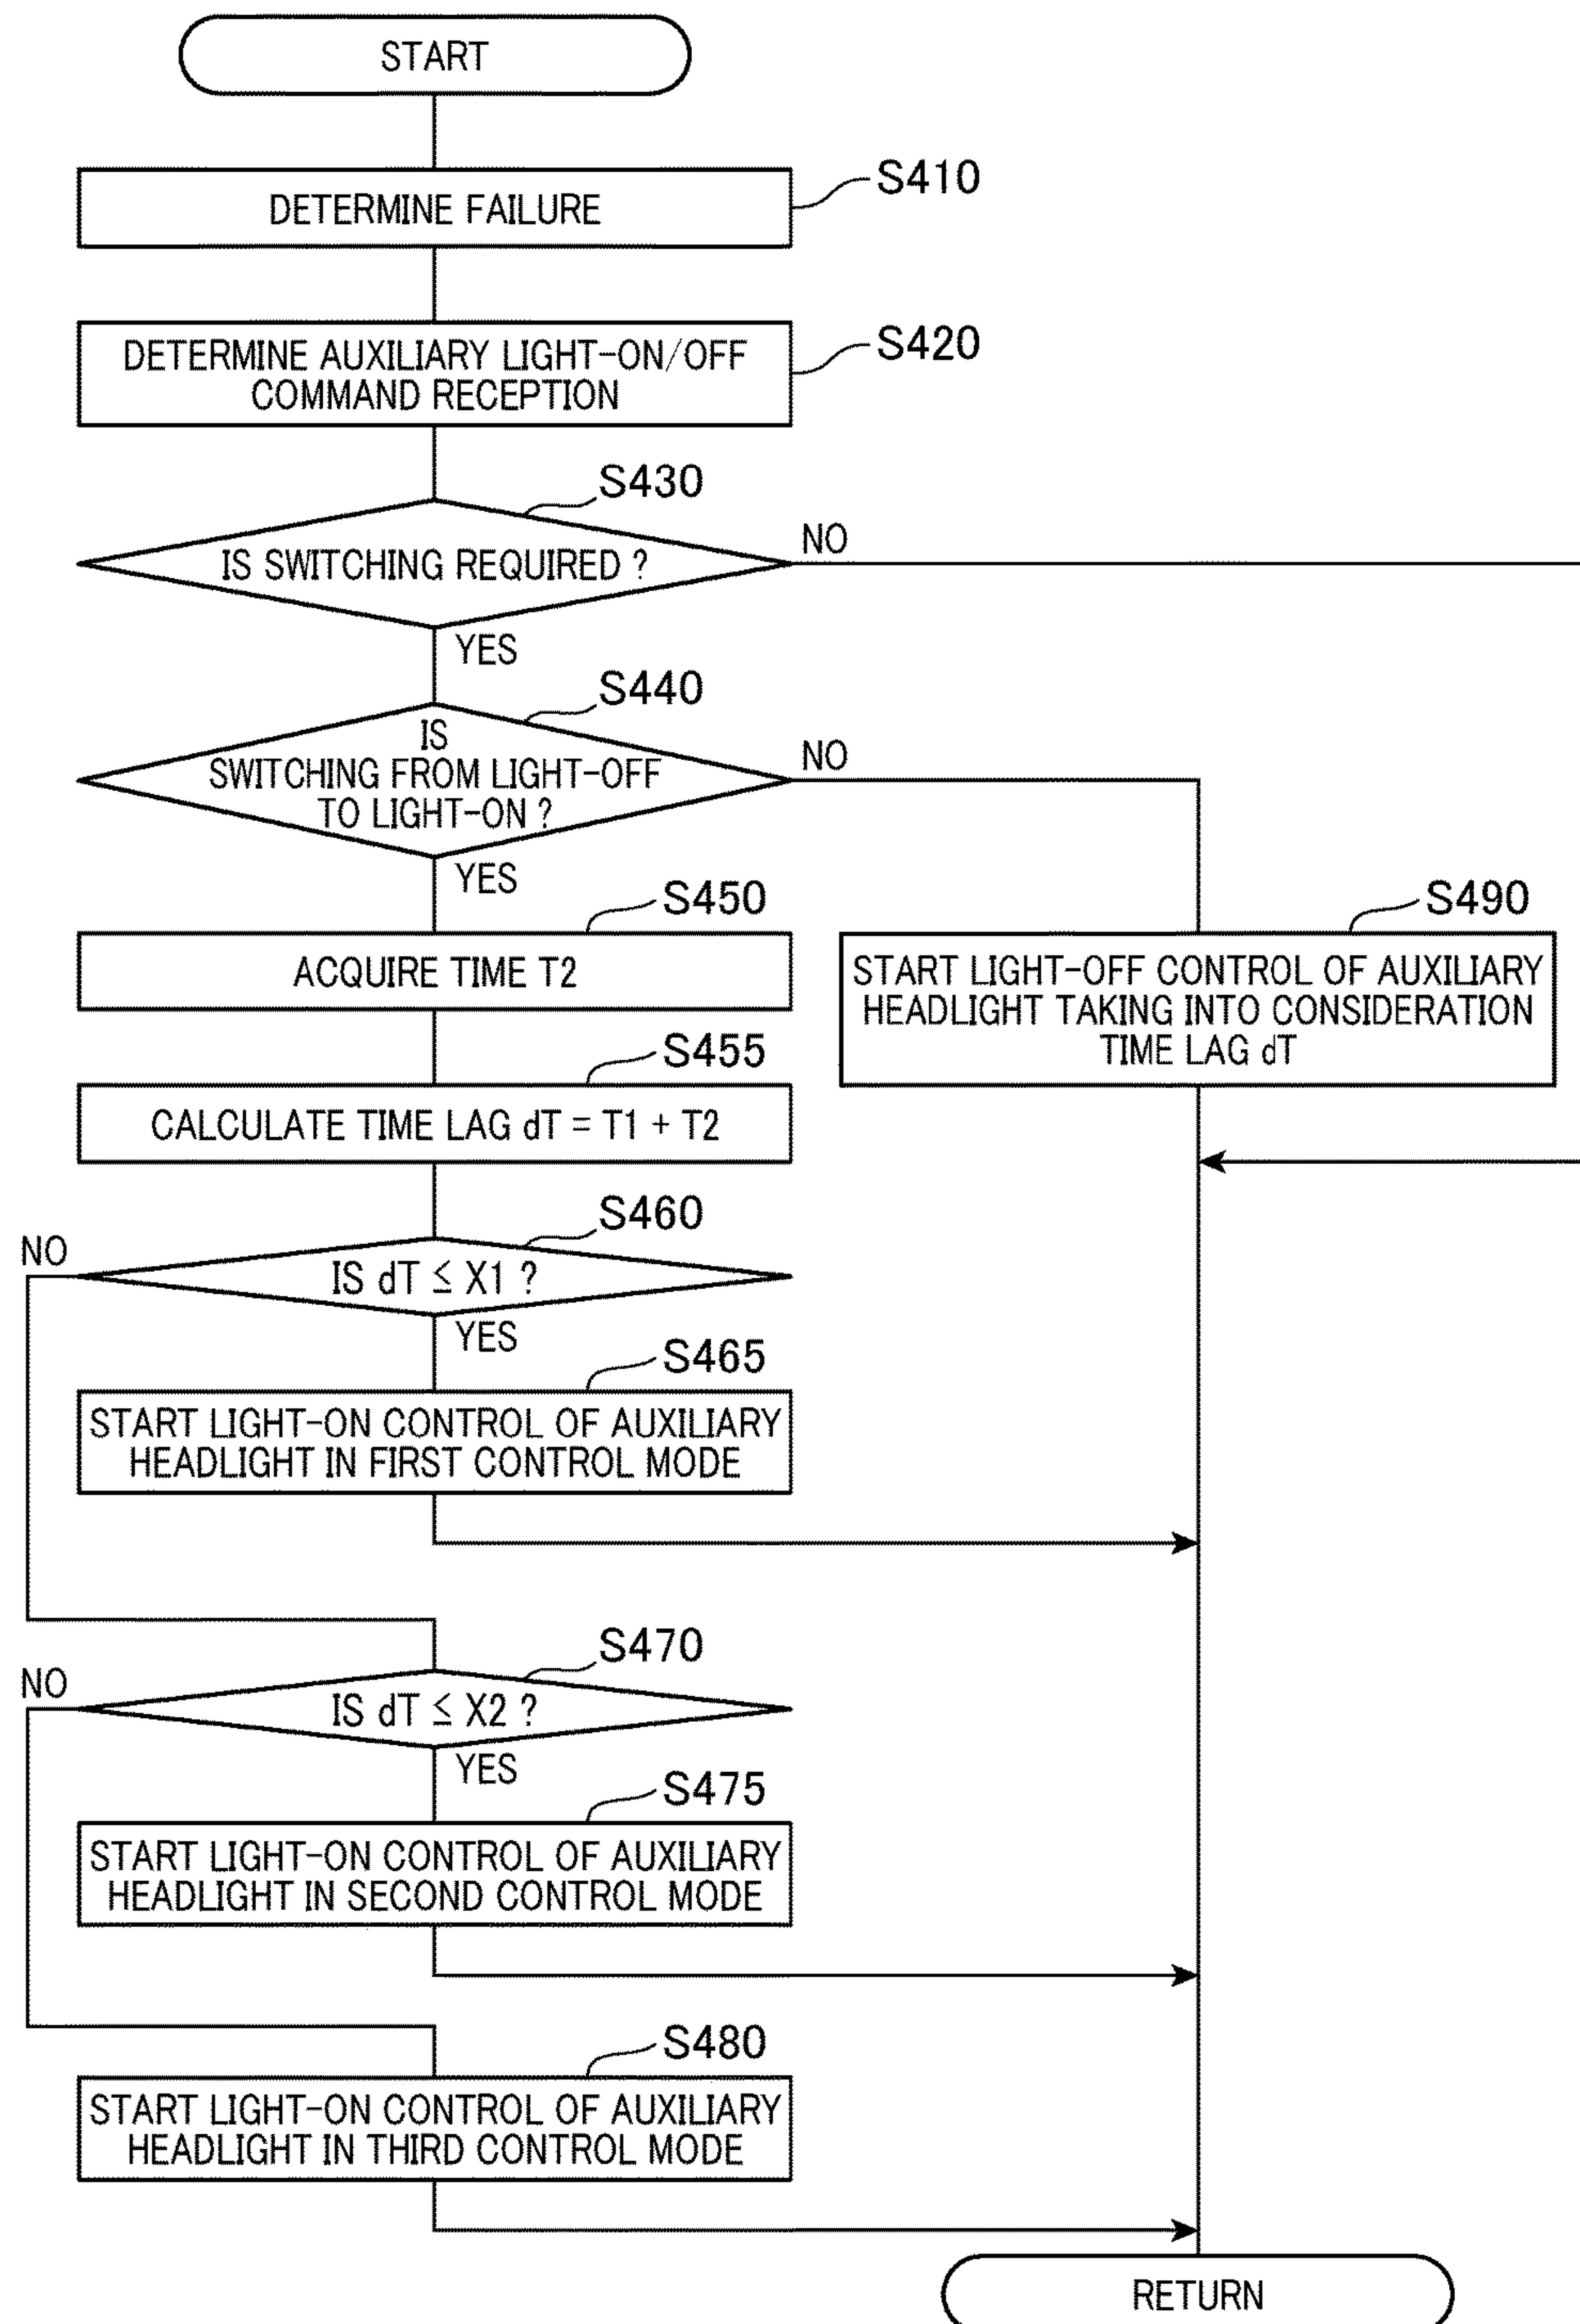 START
S410
DETERMINE FAILURE
S420
DETERMINE AUXILIARY LIGHT-ON/OFF
COMMAND RECEPTION
S430
IS SWITCHING REQUIRED ?
NO
YES
S440
IS
SWITCHING FROM LIGHT-OFF
TO LIGHT-ON ?
NO
YES
S450
ACQUIRE TIME T2
S490
START LIGHT-OFF CONTROL OF AUXILIARY
HEADLIGHT TAKING INTO CONSIDERATION
TIME LAG dT
S455
CALCULATE TIME LAG dT = T1 + T2
S460
NO
IS dT ≤ X1 ?
YES
S465
START LIGHT-ON CONTROL OF AUXILIARY
HEADLIGHT IN FIRST CONTROL MODE
S470
NO
IS dT ≤ X2 ?
YES
S475
START LIGHT-ON CONTROL OF AUXILIARY
HEADLIGHT IN SECOND CONTROL MODE
S480
START LIGHT-ON CONTROL OF AUXILIARY
HEADLIGHT IN THIRD CONTROL MODE
RETURN